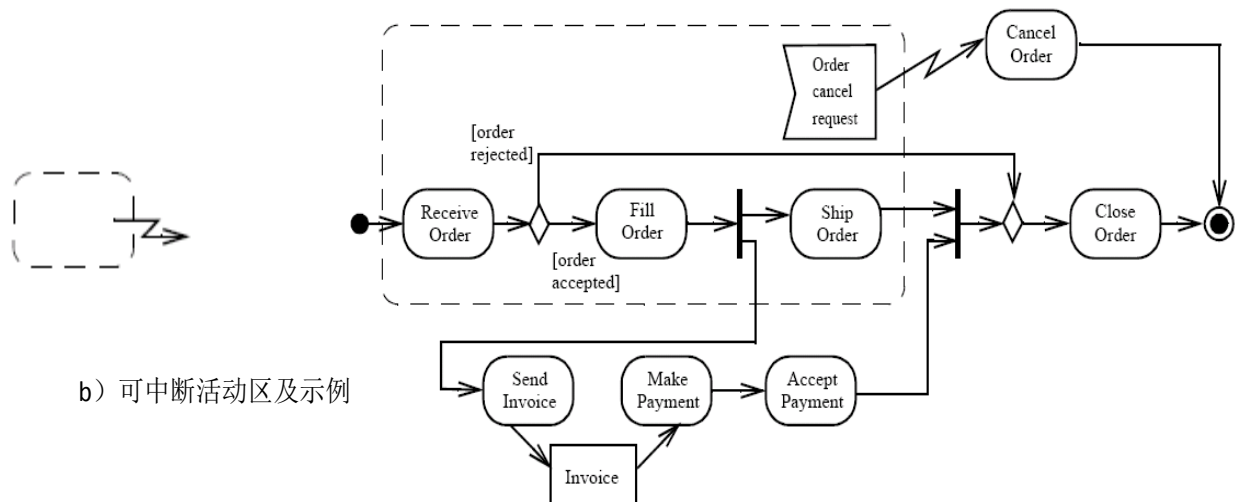 Order
cancel
request
Cancel
Order
[order
rejected]
Receive
Order
Fill
Order
Ship
Order
Close
Order
[order
accepted]
b）可中断活动区及示例
Send
Invoice
Make
Payment
Accept
Payment
Invoice